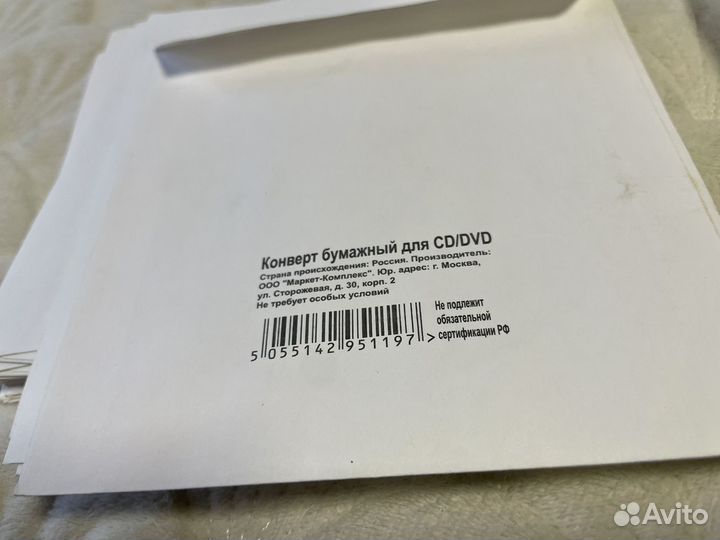 Конверт бумажный для CD/DVD
Страна происхождения: Россия. Производитель:
ООО "Маркет-Комплекс". Юр. адрес: г. Москва,
ул. Сторожевая, д. 30, корп. 2
Не требует особых условий
Не подлежит
обязательной
сертификации РФ
5 055142 951197 >
Avito